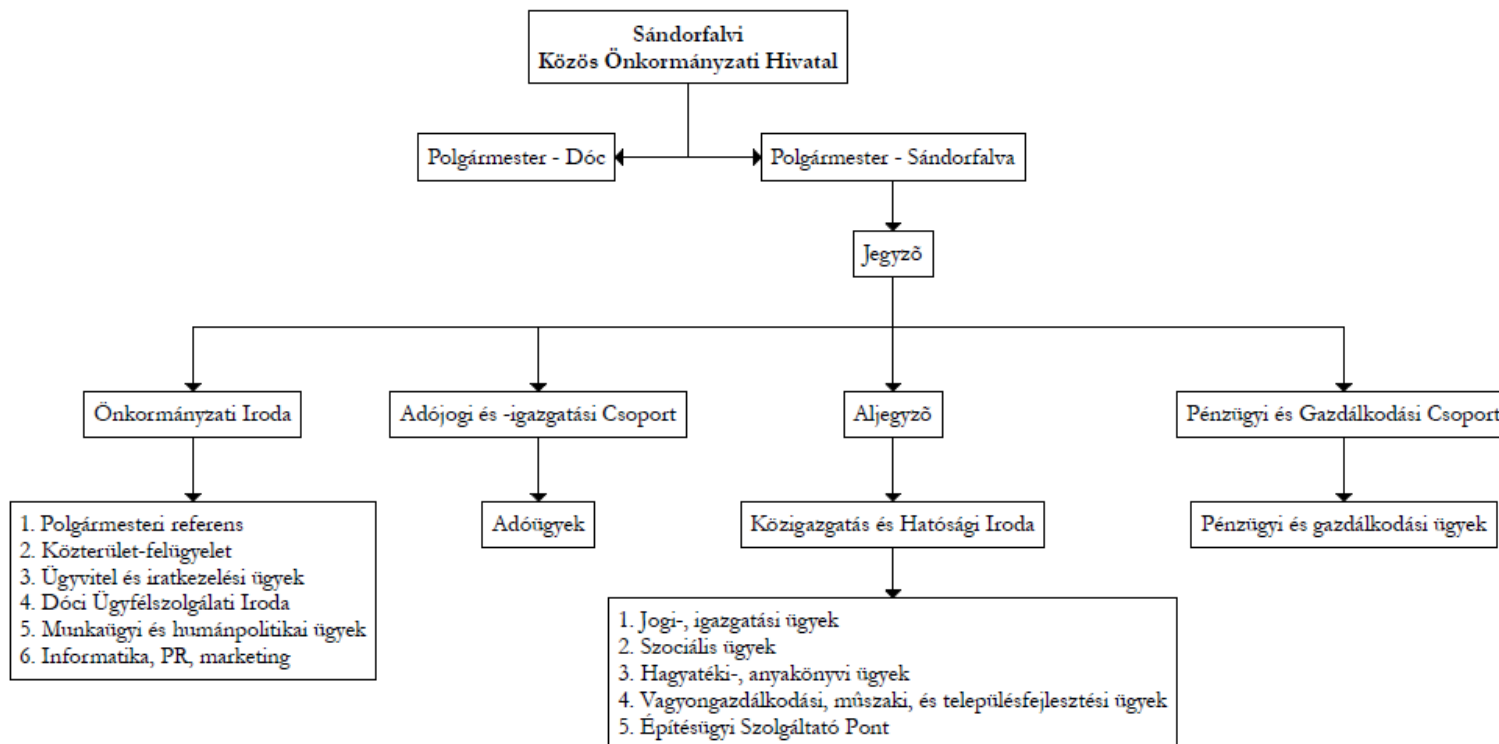 Sándorfalvi
Közös Önkormányzati Hivatal
Polgármester - Dóc
Polgármester - Sándorfalva
Jegyzõ
Önkormányzati Iroda
Adójogi és -igazgatási Csoport
Aljegyzõ
Pénzügyi és Gazdálkodási Csoport
1. Polgármesteri referens
2. Közterület-felügyelet
3. Ügyvitel és iratkezelési ügyek
4. Dóci Ügyfélszolgálati Iroda
5. Munkaügyi és humánpolitikai ügyek
6. Informatika, PR, marketing
Adóügyek
Közigazgatás és Hatósági Iroda
Pénzügyi és gazdálkodási ügyek
1. Jogi-, igazgatási ügyek
2. Szociális ügyek
3. Hagyatéki-, anyakönyvi ügyek
4. Vagyongazdálkodási, mûszaki, és településfejlesztési ügyek
5. Építésügyi Szolgáltató Pont